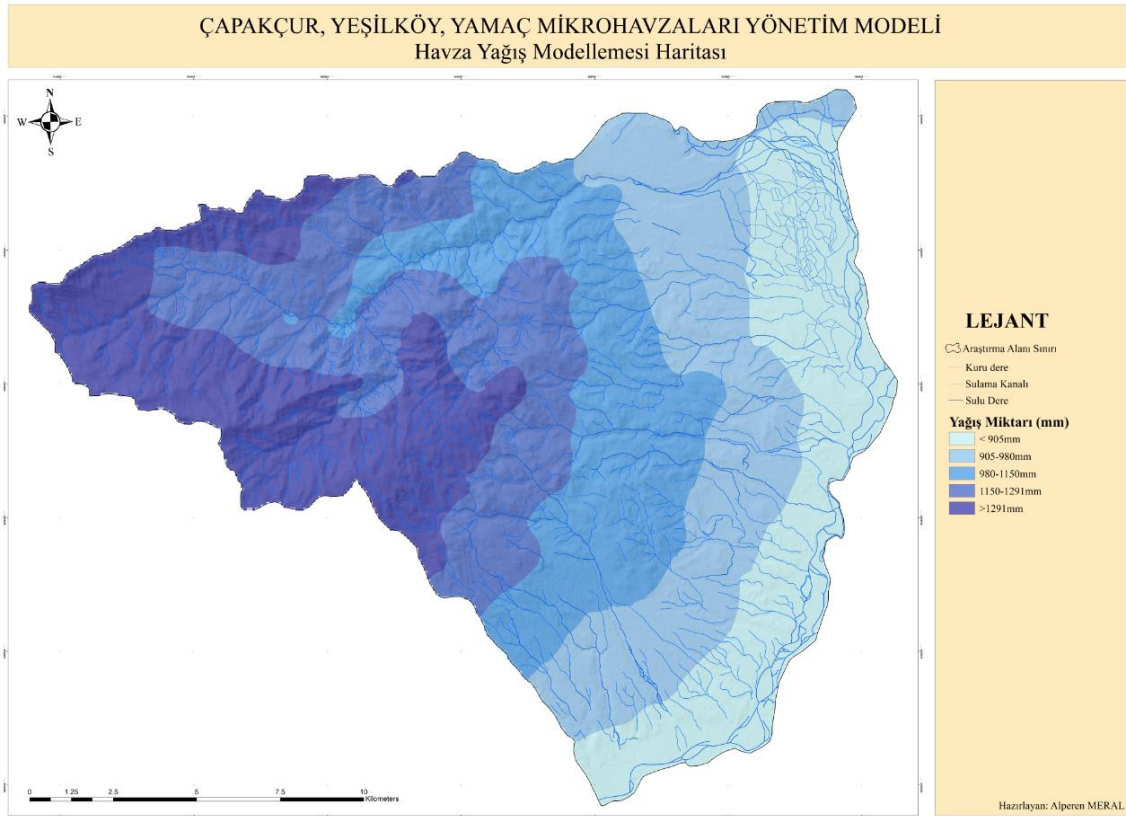 ÇAPAKÇUR, YEŞİLKÖY, YAMAÇ MİKROHAVZALARI YÖNETİM MODELİ
Havza Yağış Modellemesi Haritası
N
W E
S
LEJANT
Araştırma Alanı Sınırı
Kuru dere
Sulama Kanalı
Sulu Dere
Yağış Miktarı (mm)
< 905mm
905-980mm
980-1150mm
1150-1291mm
>1291mm
0 1.25 2.5 5 7.5 10
Kilometers
Hazırlayan: Alperen MERAL